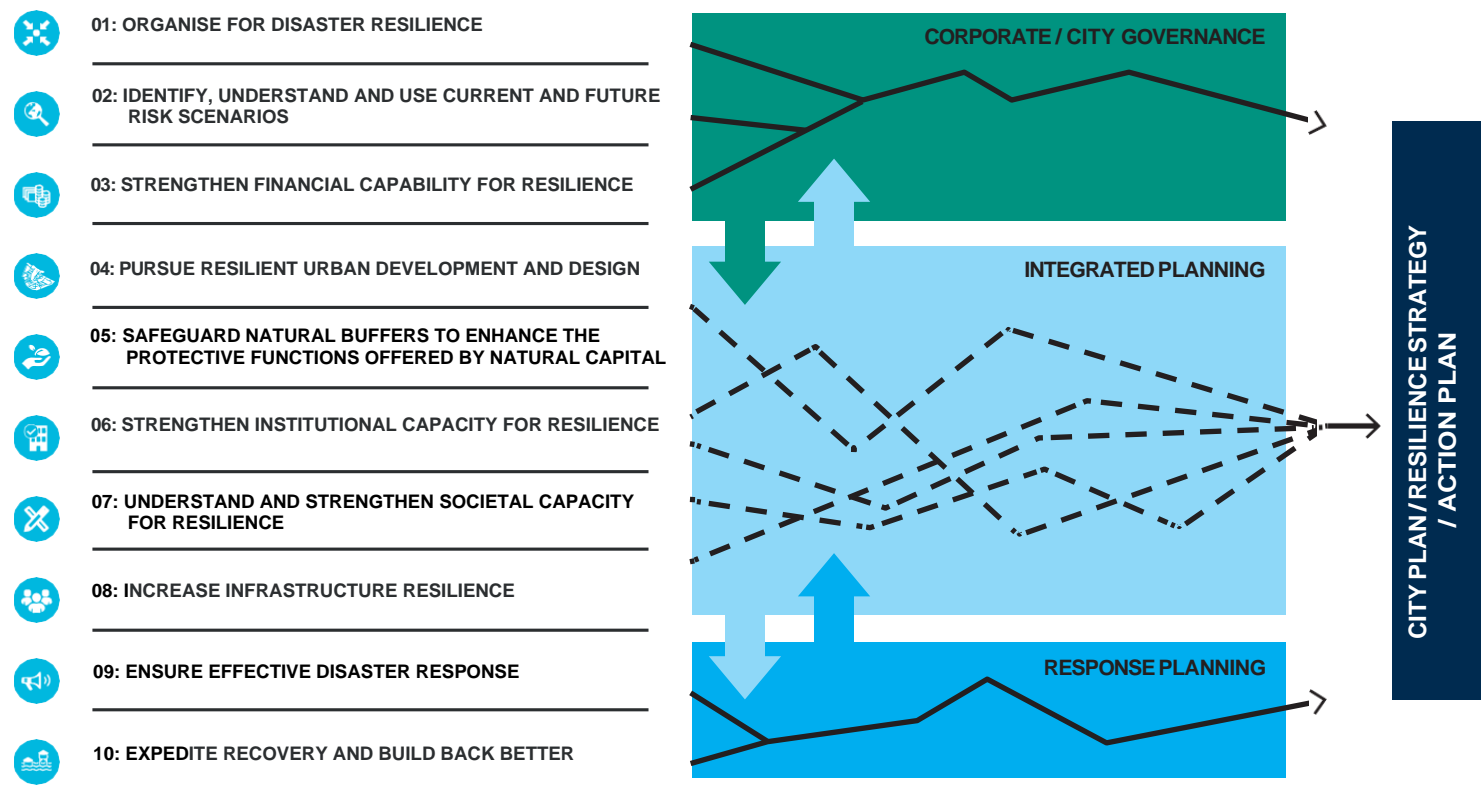 01: ORGANISE FOR DISASTER RESILIENCE
02: IDENTIFY, UNDERSTAND AND USE CURRENT AND FUTURE
RISK SCENARIOS
03: STRENGTHEN FINANCIAL CAPABILITY FOR RESILIENCE
04: PURSUE RESILIENT URBAN DEVELOPMENT AND DESIGN
05: SAFEGUARD NATURAL BUFFERS TO ENHANCE THE
PROTECTIVE FUNCTIONS OFFERED BY NATURAL CAPITAL
06: STRENGTHEN INSTITUTIONAL CAPACITY FOR RESILIENCE
07: UNDERSTAND AND STRENGTHEN SOCIETAL CAPACITY
FOR RESILIENCE
08: INCREASE INFRASTRUCTURE RESILIENCE
09: ENSURE EFFECTIVE DISASTER RESPONSE
10: EXPEDITE RECOVERY AND BUILD BACK BETTER
CORPORATE / CITY GOVERNANCE
INTEGRATED PLANNING
RESPONSE PLANNING
CITY PLAN / RESILIENCE STRATEGY
/ ACTION PLAN